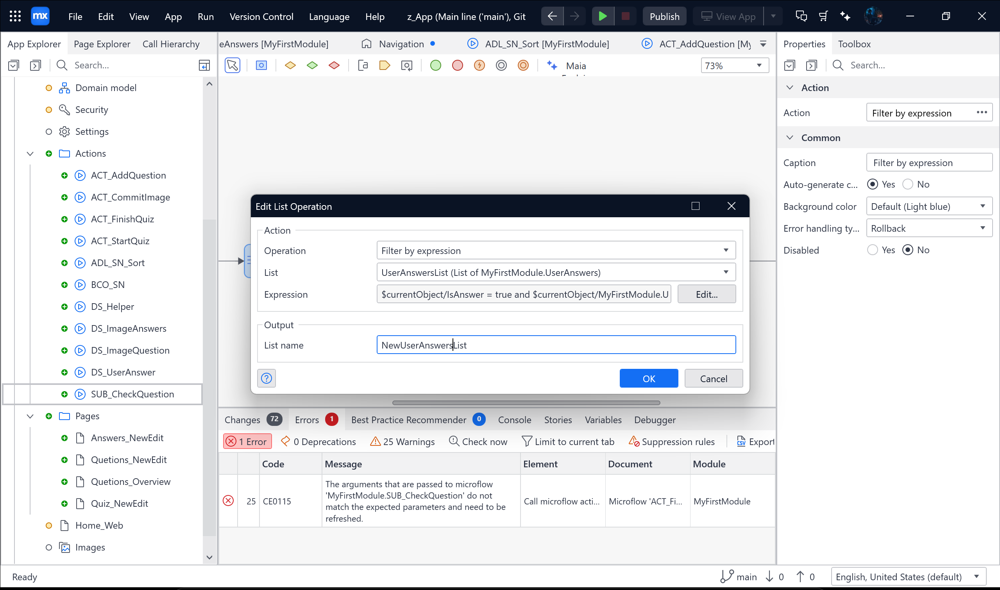 mx File Edit View App Run Version Control Language Help z_App (Main line ('main'), Git Publish View App
App Explorer Page Explorer Call Hierarchy
eAnswers [MyFirstModule] Navigation ADL_SN_Sort [MyFirstModule] ACT_AddQuestion [My
Properties Toolbox
Search...
Maia
73%
Search...
Domain model
Security
Settings
Actions
ACT_AddQuestion
ACT_CommitImage
ACT_FinishQuiz
ACT_StartQuiz
ADL_SN_Sort
BCO_SN
DS_Helper
DS_ImageAnswers
DS_ImageQuestion
DS_UserAnswer
SUB_CheckQuestion
Pages
Answers_NewEdit
Quetions_NewEdit
Quetions_Overview
Quiz_NewEdit
Home_Web
Images
Edit List Operation
Action
Operation Filter by expression
List UserAnswersList (List of MyFirstModule.UserAnswers)
Expression $currentObject/IsAnswer = true and $currentObject/MyFirstModule.U Edit...
Output
List name NewUserAnswersList
OK Cancel
Action
Action Filter by expression
Common
Caption Filter by expression
Auto-generate c... Yes No
Background color Default (Light blue)
Error handling ty... Rollback
Disabled Yes No
Changes 72 Errors 1 Best Practice Recommender 0 Console Stories Variables Debugger
1 Error 0 Deprecations 25 Warnings Check now Limit to current tab Suppression rules CSV Export
Code Message Element Document Module
25 CE0115 The arguments that are passed to microflow
'MyFirstModule.SUB_CheckQuestion' do not
match the expected parameters and need to be
refreshed.
Call microflow acti... Microflow 'ACT_Fi... MyFirstModule
Ready main 0 0 English, United States (default)